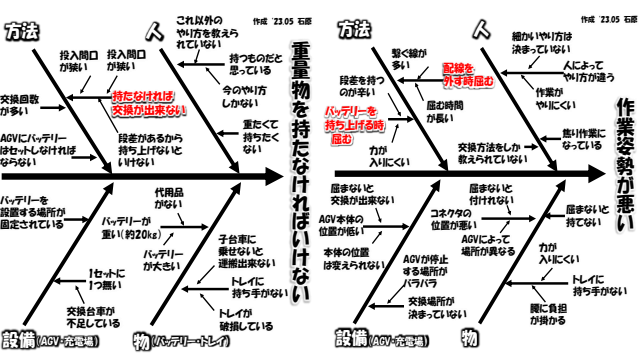 方法
人
作成 '23.05 石原
これ以外の
やり方を教えら
れていない
投入間口
が狭い
投入間口
が狭い
持つものだと
思っている
持たなければ
交換が出来ない
今のやり方
しかない
交換回数
が多い
重たくて
持ちたく
ない
AGVにバッテリー
はセットしなければ
ならない
段差があるから
持ち上げないと
いけない
重量物を持たなければいけない
バッテリーを
設置する場所が
固定されている
代用品
がない
バッテリーが
重い(約20kg)
バッテリー
が大きい
子台車に
乗せないと
運搬出来ない
1セットに
1つ無い
トレイに
持ち手がない
交換台車が
不足している
トレイが
破損している
設備(AGV・充電場)
物(バッテリー・トレイ)
方法
人
作成 '23.05 石原
細かいやり方は
決まっていない
繋ぐ線が
多い
配線を
外す時屈む
人によって
やり方が違う
段差を持つ
のが辛い
屈む時間
が長い
作業が
やりにくい
バッテリーを
持ち上げる時
屈む
焦り作業に
なっている
力が
入りにくい
交換方法をしか
教えられていない
作業姿勢が悪い
屈まないと
交換が出来ない
屈まないと
付けれない
AGV本体の
位置が低い
コネクタの
位置が悪い
屈まないと
持てない
本体の位置
は変えられない
AGVによって
場所が異なる
AGVが停止
する場所が
バラバラ
力が
入りにくい
トレイに
持ち手がない
交換場所が
決まっていない
腰に負担
が掛かる
設備(AGV・充電場)
物